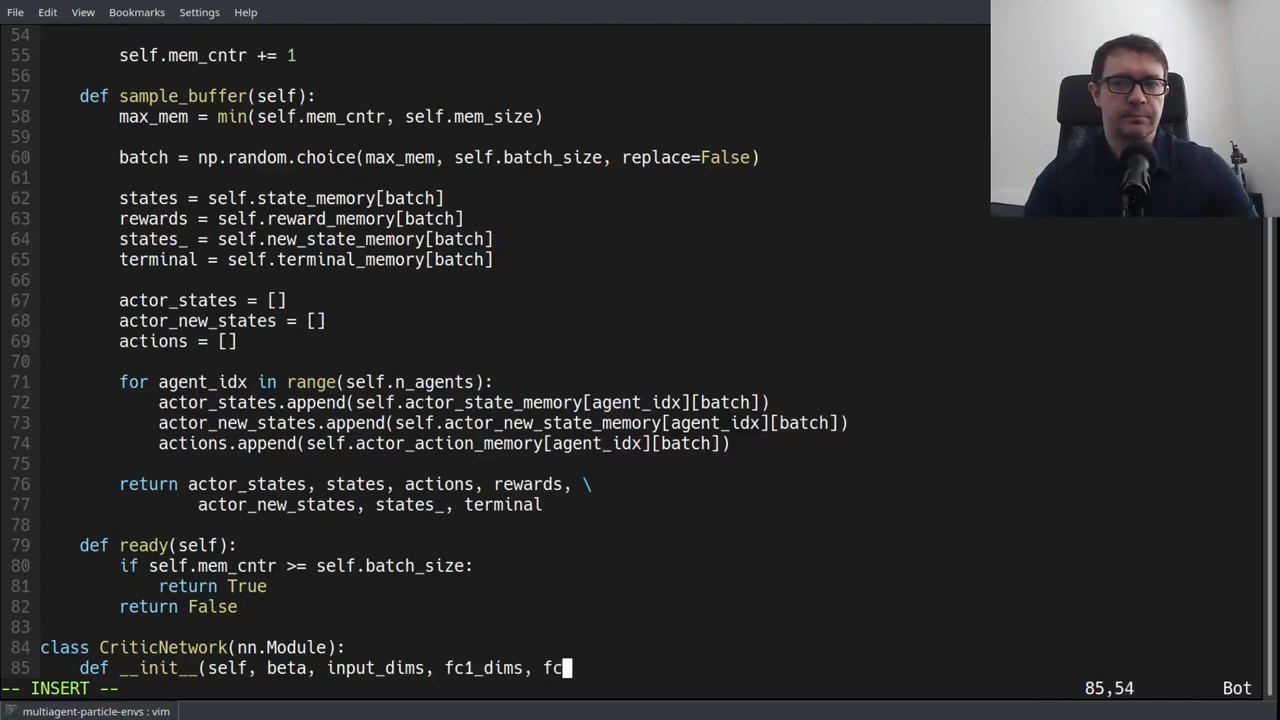 File Edit View Bookmarks Settings Help
54
55 self.mem_cntr += 1
56
57 def sample_buffer(self):
58 max_mem = min(self.mem_cntr, self.mem_size)
59
60 batch = np.random.choice(max_mem, self.batch_size, replace=False)
61
62 states = self.state_memory[batch]
63 rewards = self.reward_memory[batch]
64 states_ = self.new_state_memory[batch]
65 terminal = self.terminal_memory[batch]
66
67 actor_states = []
68 actor_new_states = []
69 actions = []
70
71 for agent_idx in range(self.n_agents):
72 actor_states.append(self.actor_state_memory[agent_idx][batch])
73 actor_new_states.append(self.actor_new_state_memory[agent_idx][batch])
74 actions.append(self.actor_action_memory[agent_idx][batch])
75
76 return actor_states, states, actions, rewards, \
77 actor_new_states, states_, terminal
78
79 def ready(self):
80 if self.mem_cntr >= self.batch_size:
81 return True
82 return False
83
84 class CriticNetwork(nn.Module):
85 def __init__(self, beta, input_dims, fc1_dims, fc
-- INSERT -- 85,54 Bot
multiagent-particle-envs : vim